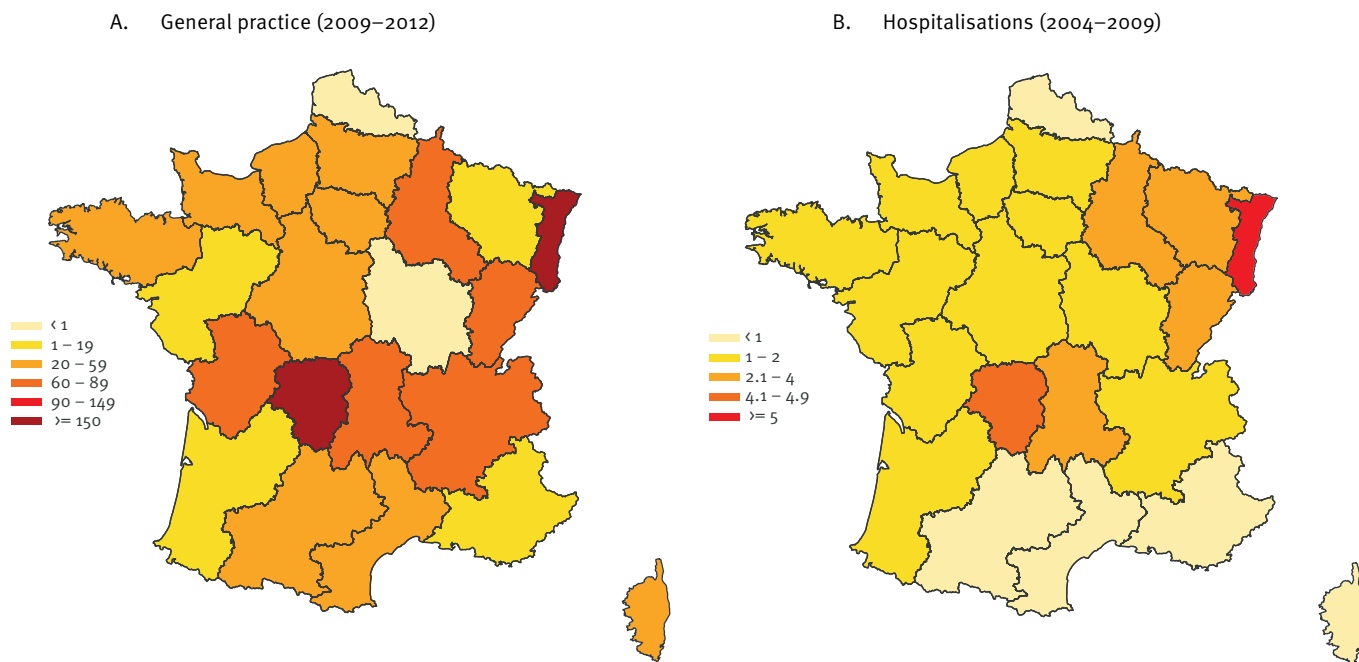 A. General practice (2009–2012)
B. Hospitalisations (2004–2009)
< 1
1 – 19
20 – 59
60 – 89
90 – 149
>= 150
< 1
1 – 2
2.1 – 4
4.1 – 4.9
>= 5